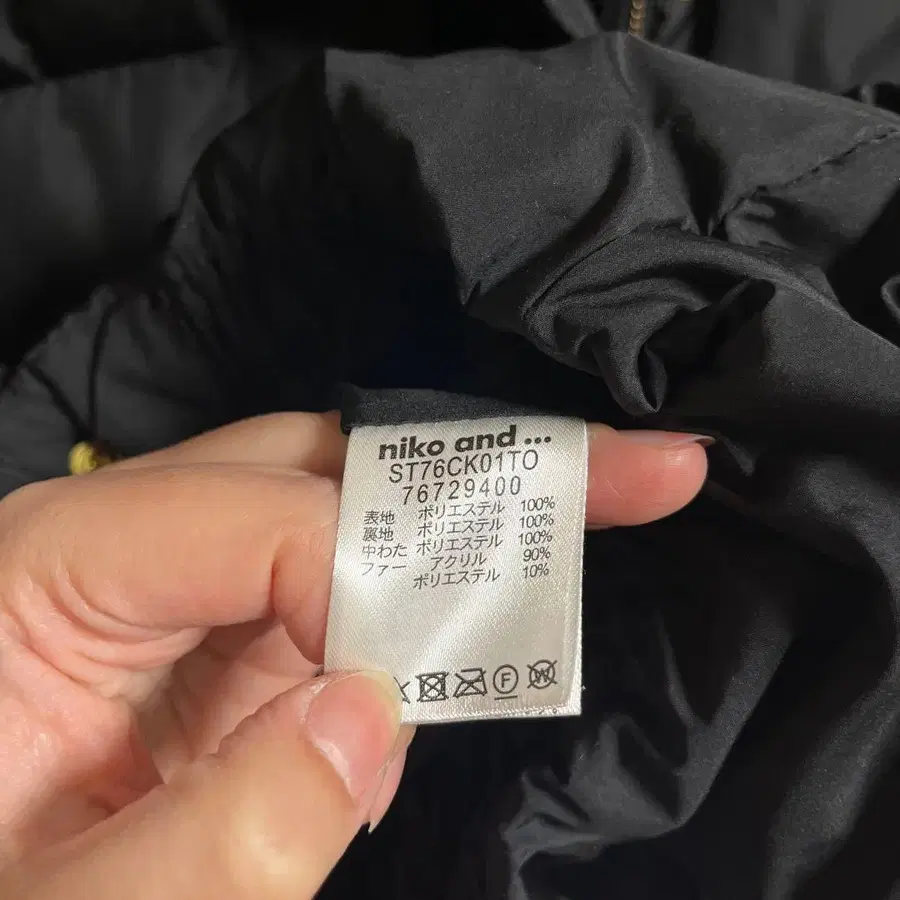 niko and ...
ST76CK01TO
76729400
表地 ポリエステル 100%
裏地 ポリエステル 100%
中わた ポリエステル 100%
ファー アクリル 90%
ポリエステル 10%
F W